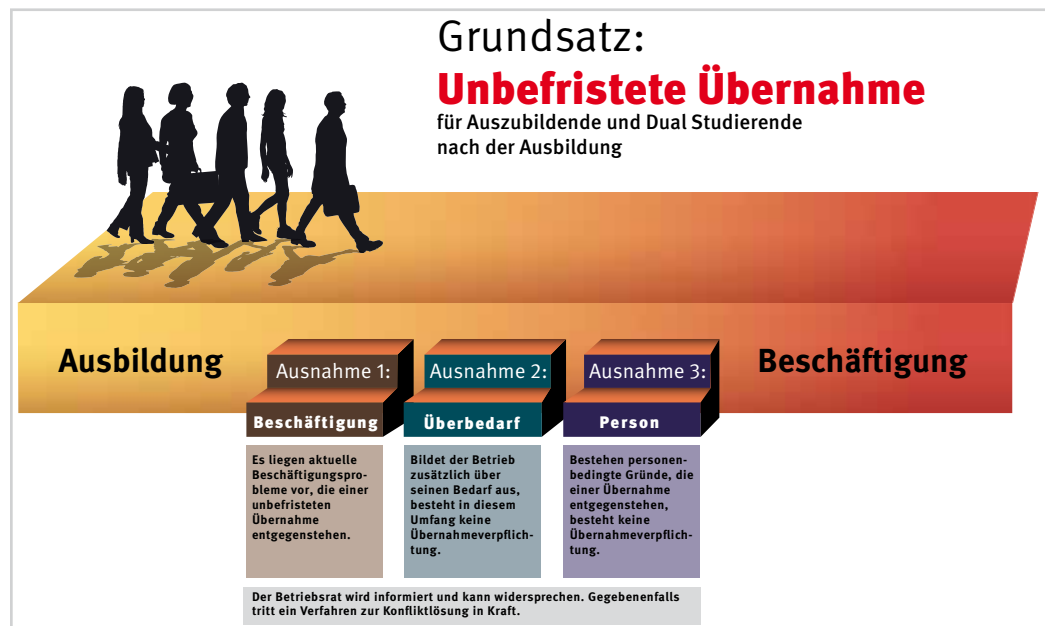 Grundsatz:
Unbefristete Übernahme
für Auszubildende und Dual Studierende
nach der Ausbildung
Ausbildung
Beschäftigung
Ausnahme 1:
Beschäftigung
Es liegen aktuelle
Beschäftigungspro-
bleme vor, die einer
unbefristeten
Übernahme
entgegenstehen.
Ausnahme 2:
Überbedarf
Bildet der Betrieb
zusätzlich über
seinen Bedarf aus,
besteht in diesem
Umfang keine
Übernahmeverpflich-
tung.
Ausnahme 3:
Person
Bestehen personen-
bedingte Gründe, die
einer Übernahme
entgegenstehen,
besteht keine
Übernahmeverpflich-
tung.
Der Betriebsrat wird informiert und kann widersprechen. Gegebenenfalls
tritt ein Verfahren zur Konfliktlösung in Kraft.